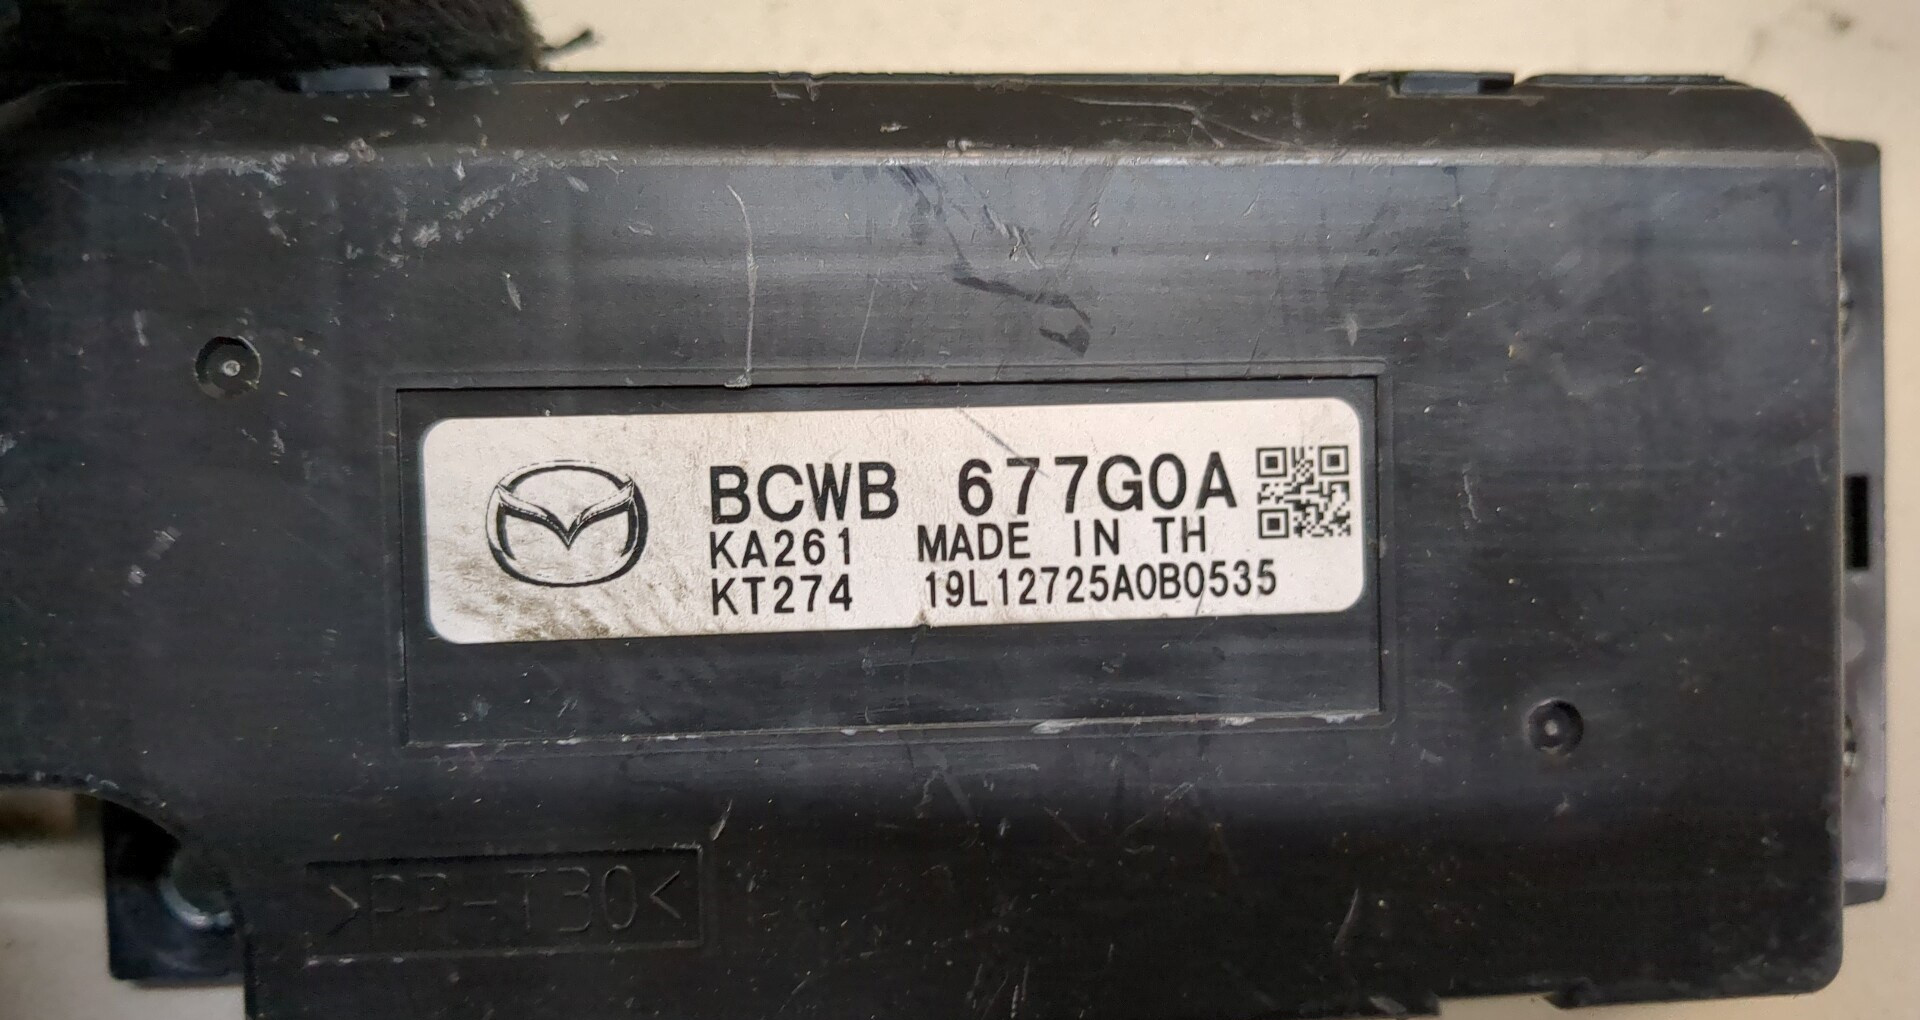 BCWB 677G0A
KA261 MADE IN TH
KT274 19L12725A0B0535
>PP-T30<